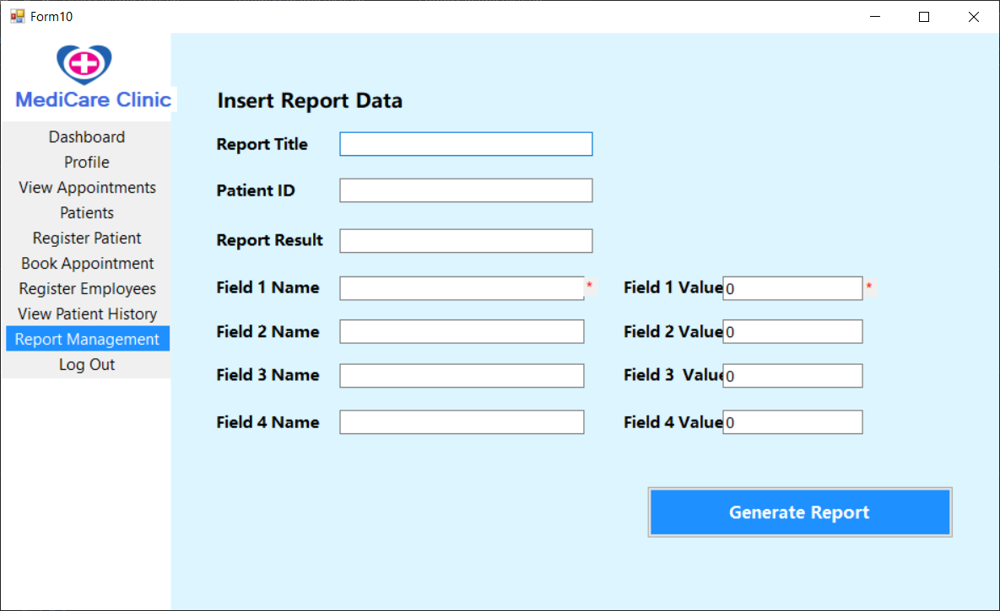 Form10
MediCare Clinic
Dashboard
Profile
View Appointments
Patients
Register Patient
Book Appointment
Register Employees
View Patient History
Report Management
Log Out
Insert Report Data
Report Title
Patient ID
Report Result
Field 1 Name * Field 1 Value 0 *
Field 2 Name Field 2 Value 0
Field 3 Name Field 3 Value 0
Field 4 Name Field 4 Value 0
Generate Report